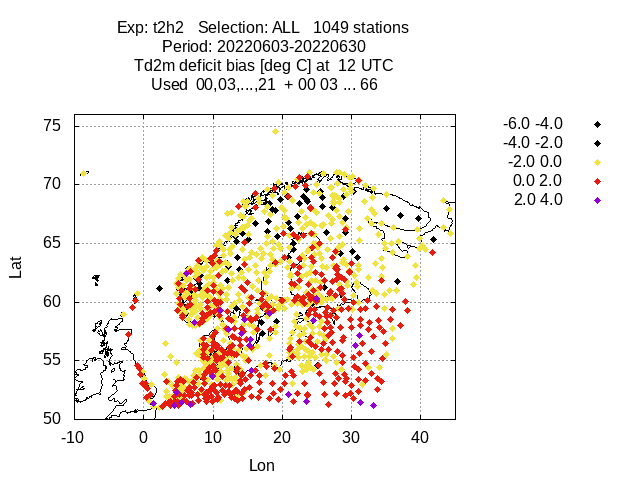 Exp: t2h2   Selection: ALL   1049 stations
Period: 20220603-20220630
Td2m deficit bias [deg C] at  12 UTC
Used  00,03,...,21  + 00 03 ... 66
-6.0 -4.0
-4.0 -2.0
-2.0 0.0
0.0 2.0
2.0 4.0
75
70
65
60
55
50
Lat
-10 0 10 20 30 40
Lon